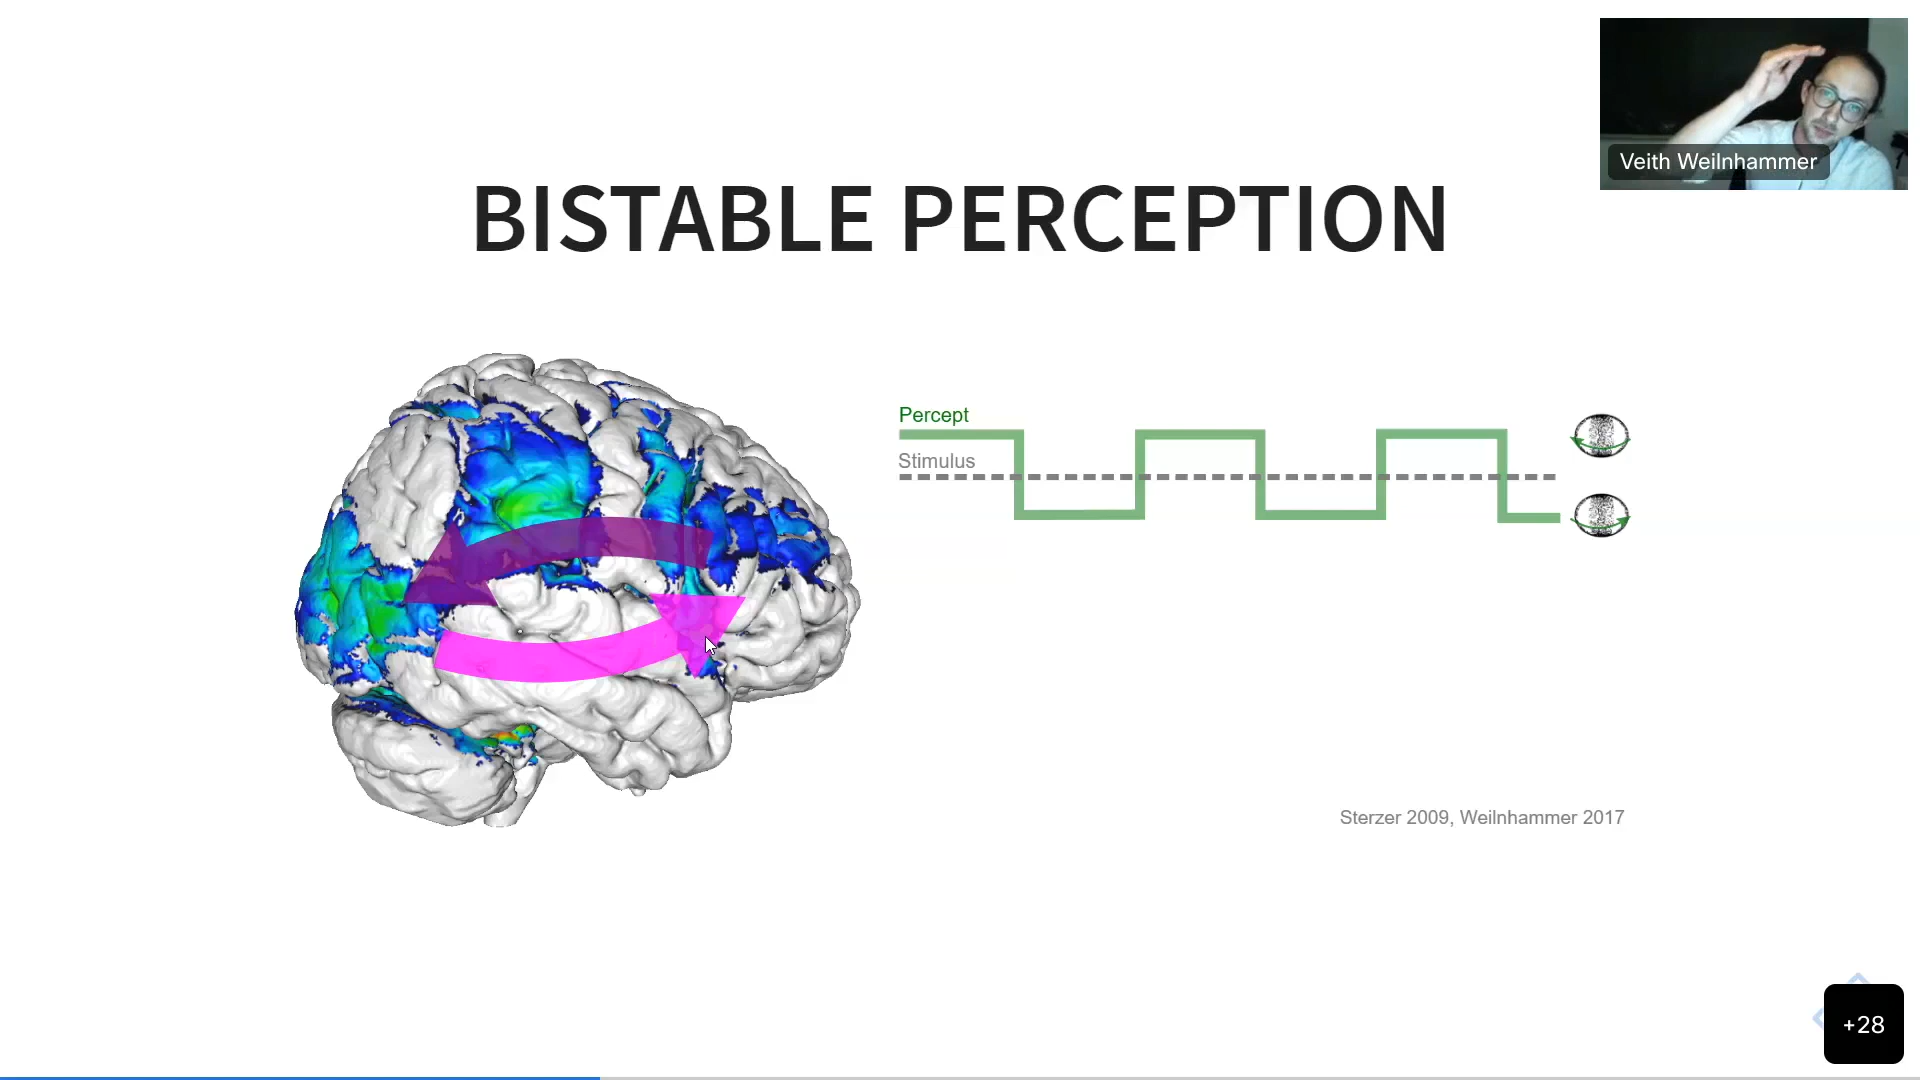 Veith Weilnhammer
BISTABLE PERCEPTION
Percept
Stimulus
Sterzer 2009, Weilnhammer 2017
+28